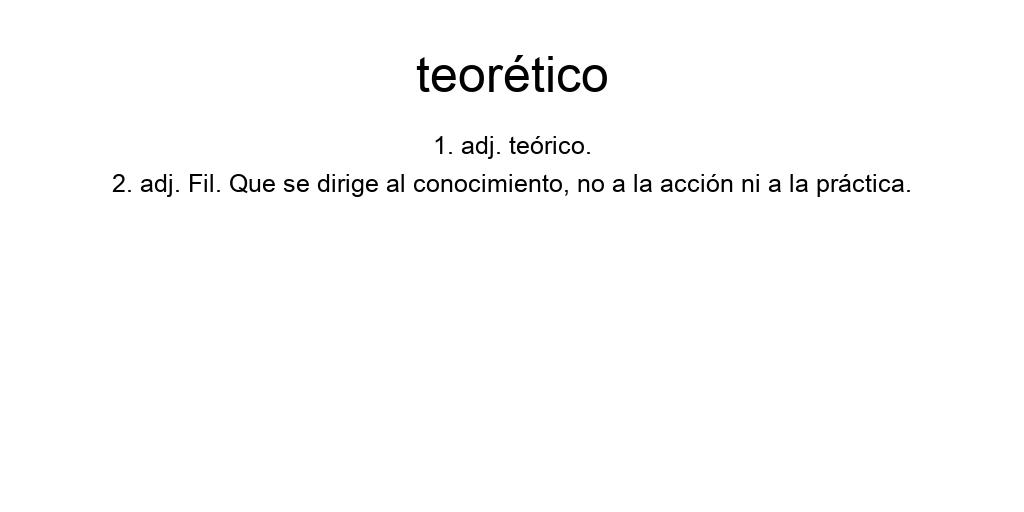 teorético
1. adj. teórico.
2. adj. Fil. Que se dirige al conocimiento, no a la acción ni a la práctica.